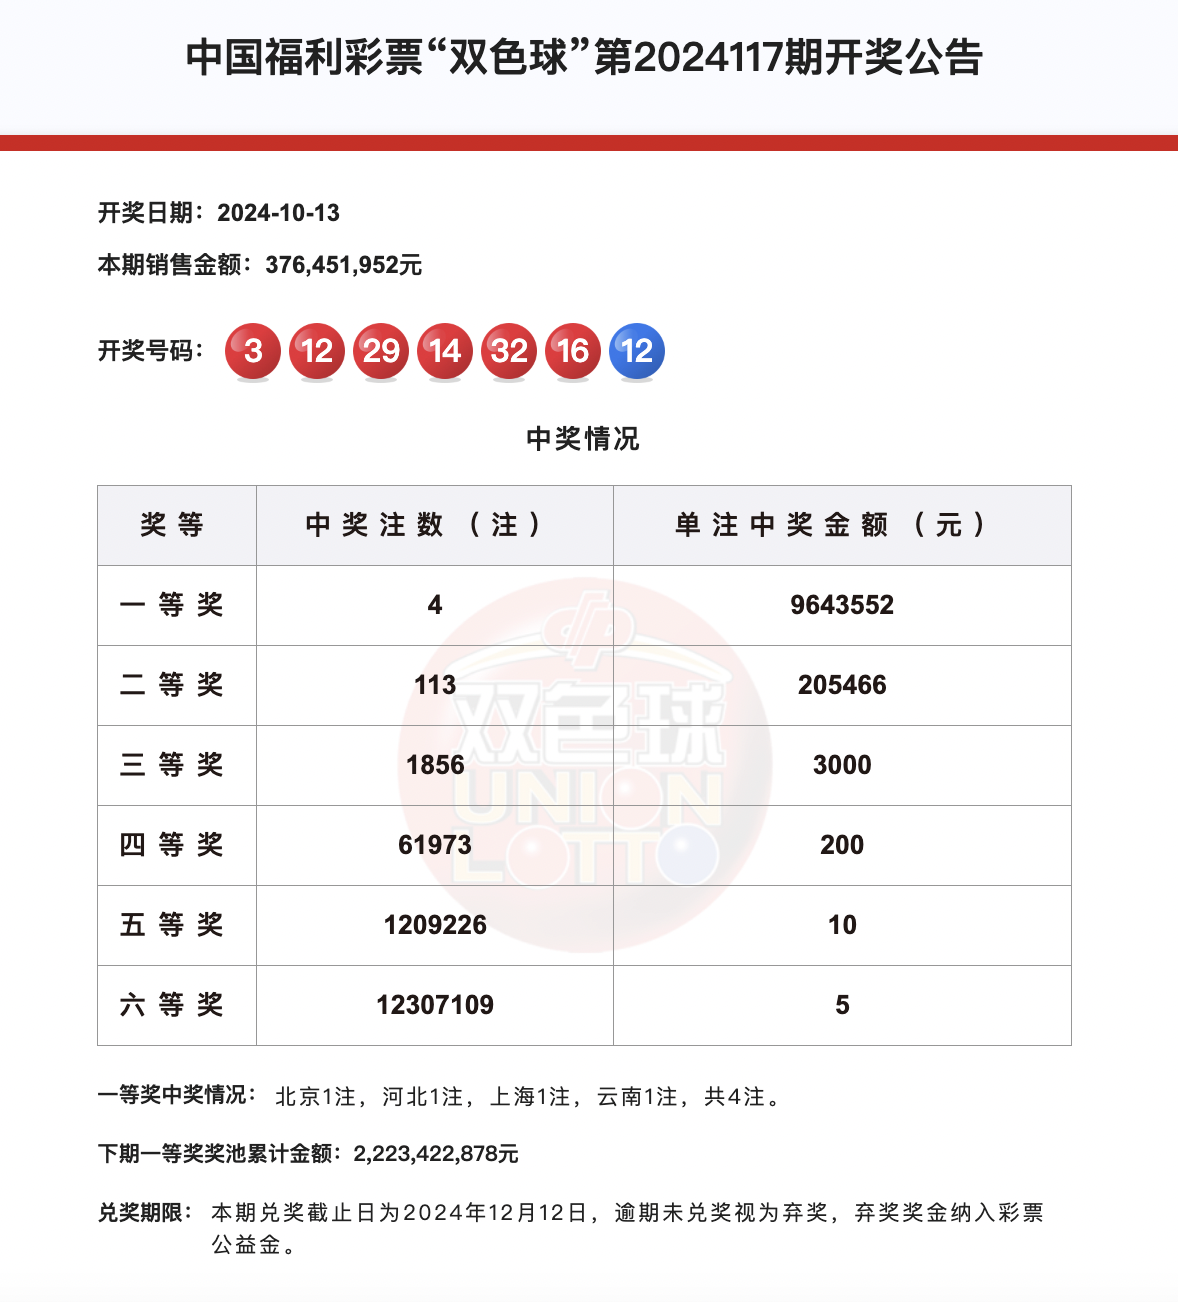 中国福利彩票“双色球”第2024117期开奖公告
开奖日期：2024-10-13
本期销售金额：376,451,952元
开奖号码： 3 12 29 14 32 16 12
中奖情况
奖等 中奖注数（注） 单注中奖金额（元）
一等奖 4 9643552
二等奖 113 205466
三等奖 1856 3000
四等奖 61973 200
五等奖 1209226 10
六等奖 12307109 5
双色球
UNION
LOTTO
一等奖中奖情况： 北京1注，河北1注，上海1注，云南1注，共4注。
下期一等奖奖池累计金额：2,223,422,878元
兑奖期限： 本期兑奖截止日为2024年12月12日，逾期未兑奖视为弃奖，弃奖奖金纳入彩票
公益金。